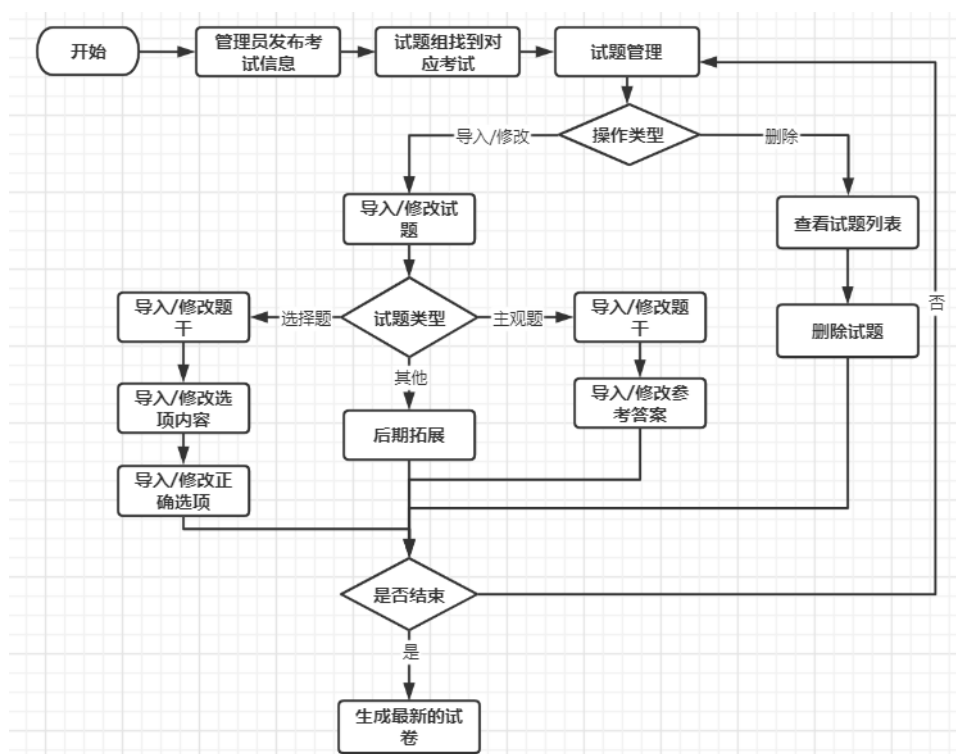 开始
管理员发布考
试信息
试题组找到对
应考试
试题管理
操作类型
导入/修改
删除
导入/修改试
题
查看试题列表
导入/修改题
干
选择题
试题类型
主观题
导入/修改题
干
否
删除试题
其他
导入/修改选
项内容
导入/修改参
考答案
后期拓展
导入/修改正
确选项
是否结束
是
生成最新的试
卷